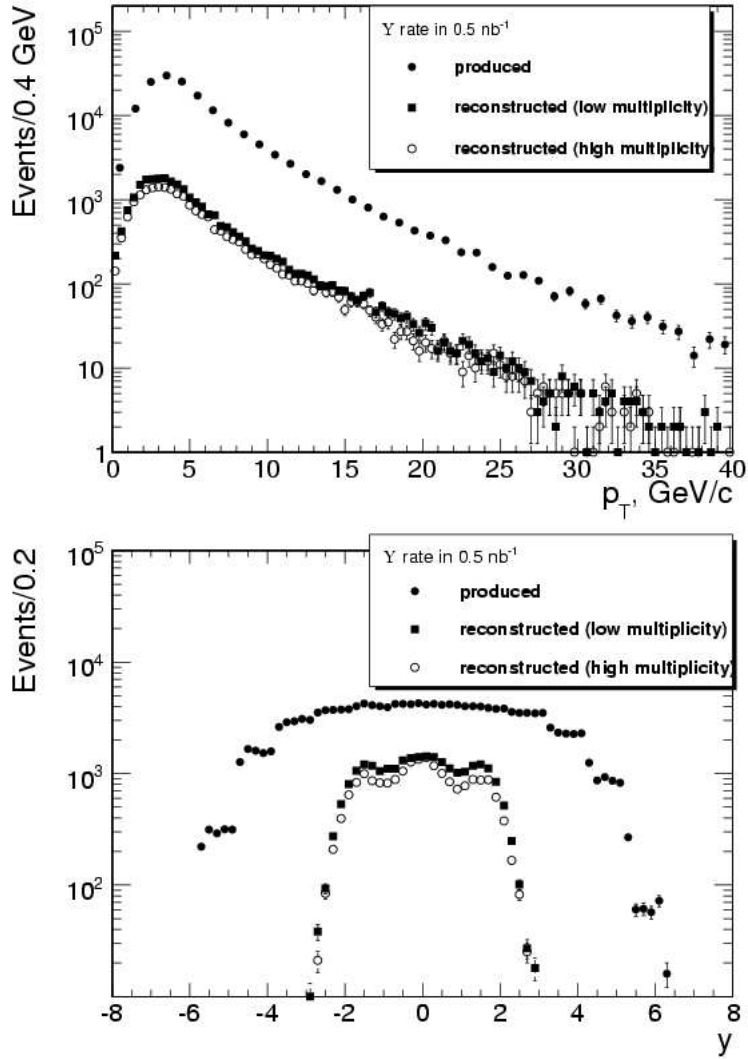 Events/0.4 GeV
10⁵
10⁴
10³
10²
10
1
ϒ rate in 0.5 nb⁻¹
produced
reconstructed (low multiplicity)
reconstructed (high multiplicity)
0 5 10 15 20 25 30 35 40
p_T, GeV/c
Events/0.2
10⁵
10⁴
10³
10²
ϒ rate in 0.5 nb⁻¹
produced
reconstructed (low multiplicity)
reconstructed (high multiplicity)
-8 -6 -4 -2 0 2 4 6 8
y